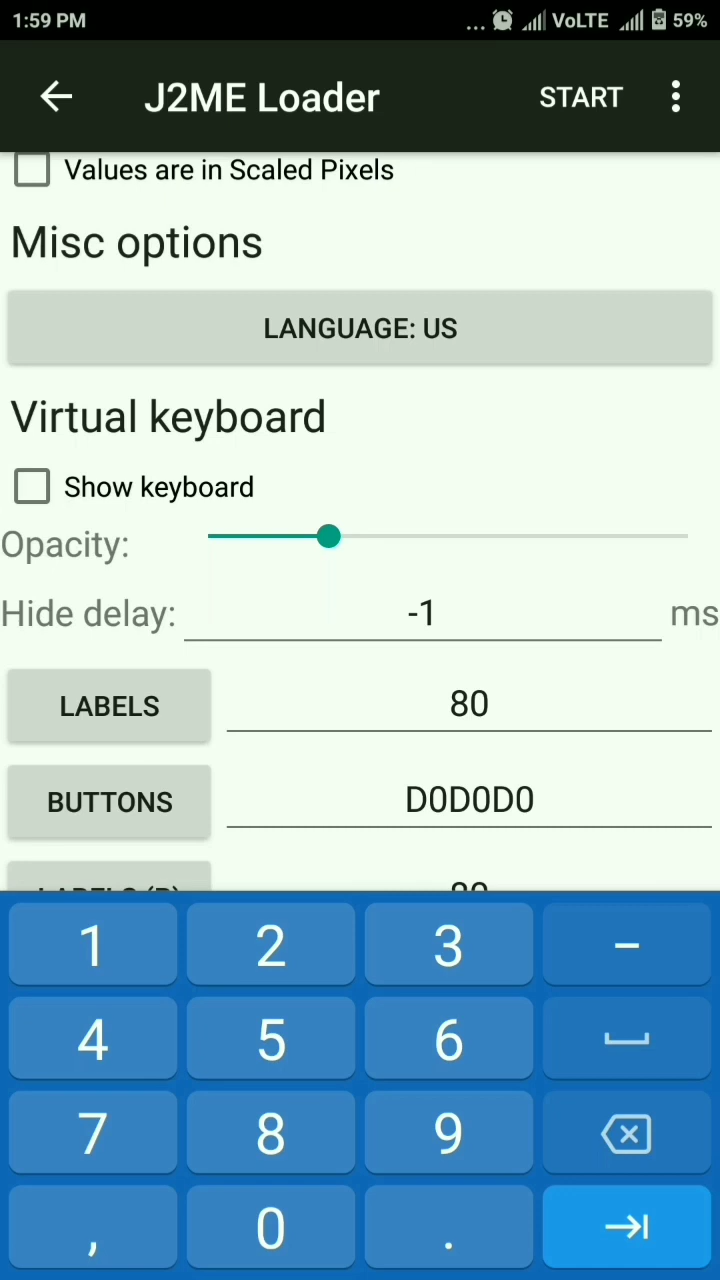 1:59 PM ... VoLTE 59%
J2ME Loader START
Values are in Scaled Pixels
Misc options
LANGUAGE: US
Virtual keyboard
Show keyboard
Opacity:
Hide delay: -1 ms
LABELS 80
BUTTONS D0D0D0
1 2 3 –
4 5 6
7 8 9
, 0 .